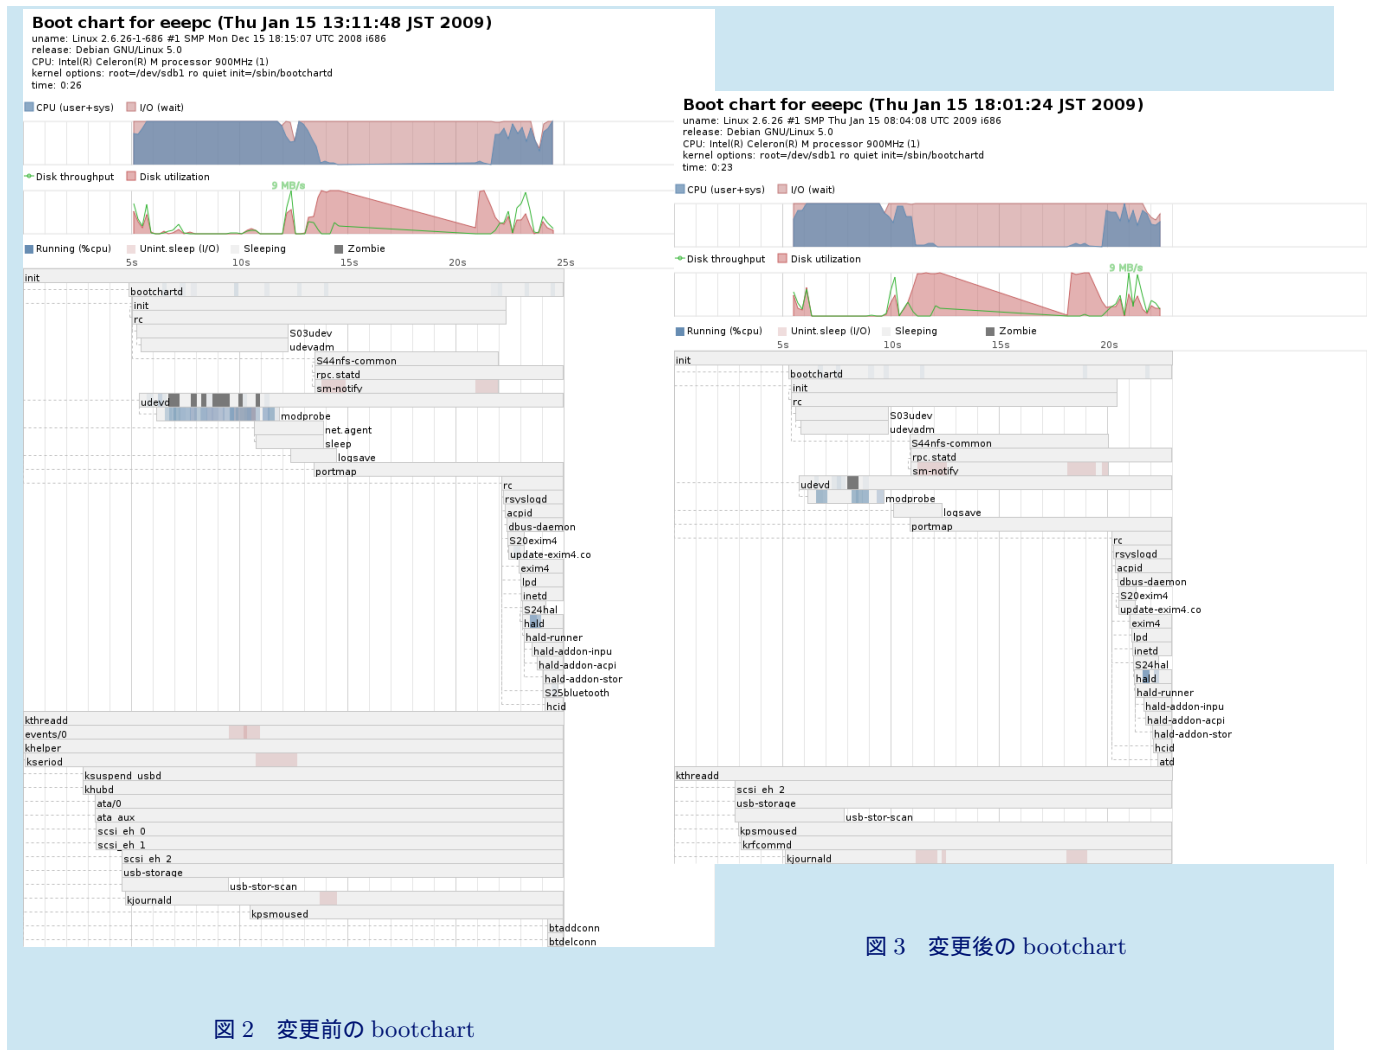 Boot chart for eeepc (Thu Jan 15 13:11:48 JST 2009)
uname: Linux 2.6.26-1-686 #1 SMP Mon Dec 15 18:15:07 UTC 2008 i686
release: Debian GNU/Linux 5.0
CPU: Intel(R) Celeron(R) M processor 900MHz (1)
kernel options: root=/dev/sdb1 ro quiet init=/sbin/bootchartd
time: 0:26
CPU (user+sys) I/O (wait)
Disk throughput Disk utilization
9 MB/s
Running (%cpu) Unint.sleep (I/O) Sleeping Zombie
5s 10s 15s 20s 25s
init
bootchartd
init
rc
S03udev
udevadm
S44nfs-common
rpc.statd
sm-notify
udevd
modprobe
net.agent
sleep
logsave
portmap
rc
rsyslogd
acpid
dbus-daemon
S20exim4
update-exim4.co
exim4
lpd
inetd
S24hal
hald
hald-runner
hald-addon-inpu
hald-addon-acpi
hald-addon-stor
S25bluetooth
hcid
kthreadd
events/0
khelper
kseriod
ksuspend_usbd
khubd
ata/0
ata_aux
scsi_eh_0
scsi_eh_1
scsi_eh_2
usb-storage
usb-stor-scan
kjournald
kpsmoused
btaddconn
btdelconn
図 2 変更前の bootchart
Boot chart for eeepc (Thu Jan 15 18:01:24 JST 2009)
uname: Linux 2.6.26 #1 SMP Thu Jan 15 08:04:08 UTC 2009 i686
release: Debian GNU/Linux 5.0
CPU: Intel(R) Celeron(R) M processor 900MHz (1)
kernel options: root=/dev/sdb1 ro quiet init=/sbin/bootchartd
time: 0:23
CPU (user+sys) I/O (wait)
Disk throughput Disk utilization
9 MB/s
Running (%cpu) Unint.sleep (I/O) Sleeping Zombie
5s 10s 15s 20s
init
bootchartd
init
rc
S03udev
udevadm
S44nfs-common
rpc.statd
sm-notify
udevd
modprobe
logsave
portmap
rc
rsyslogd
acpid
dbus-daemon
S20exim4
update-exim4.co
exim4
lpd
inetd
S24hal
hald
hald-runner
hald-addon-inpu
hald-addon-acpi
hald-addon-stor
hcid
atd
kthreadd
scsi_eh_2
usb-storage
usb-stor-scan
kpsmoused
krfcommd
kjournald
図 3 変更後の bootchart